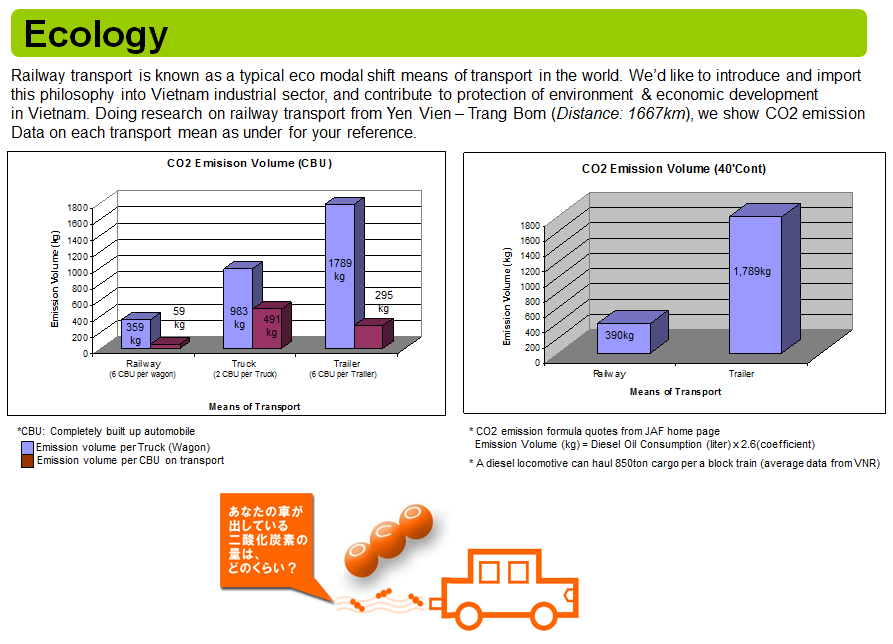 Ecology
Railway transport is known as a typical eco modal shift means of transport in the world. We'd like to introduce and import
this philosophy into Vietnam industrial sector, and contribute to protection of environment & economic development
in Vietnam. Doing research on railway transport from Yen Vien – Trang Bom (Distance: 1667km), we show CO2 emission
Data on each transport mean as under for your reference.
CO2 Emisison Volume (CBU)
Emission Volume (kg)
1800
1600
1400
1200
1000
800
600
400
200
0
359
kg
59
kg
983
kg
491
kg
1789
kg
295
kg
Railway
(6 CBU per wagon)
Truck
(2 CBU per Truck)
Trailer
(6 CBU per Trailer)
Means of Transport
CO2 Emission Volume (40'Cont)
Emission Volume (kg)
1800
1600
1400
1200
1000
800
600
400
200
0
390kg
1,789kg
Railway
Trailer
Means of Transport
*CBU: Completely built up automobile
Emission volume per Truck (Wagon)
Emission volume per CBU on transport
* CO2 emission formula quotes from JAF home page
Emission Volume (kg) = Diesel Oil Consumption (liter) x 2.6(coefficient)
* A diesel locomotive can haul 850ton cargo per a block train (average data from VNR)
あなたの車が
出している
二酸化炭素の
量は、
どのくらい？
O C O